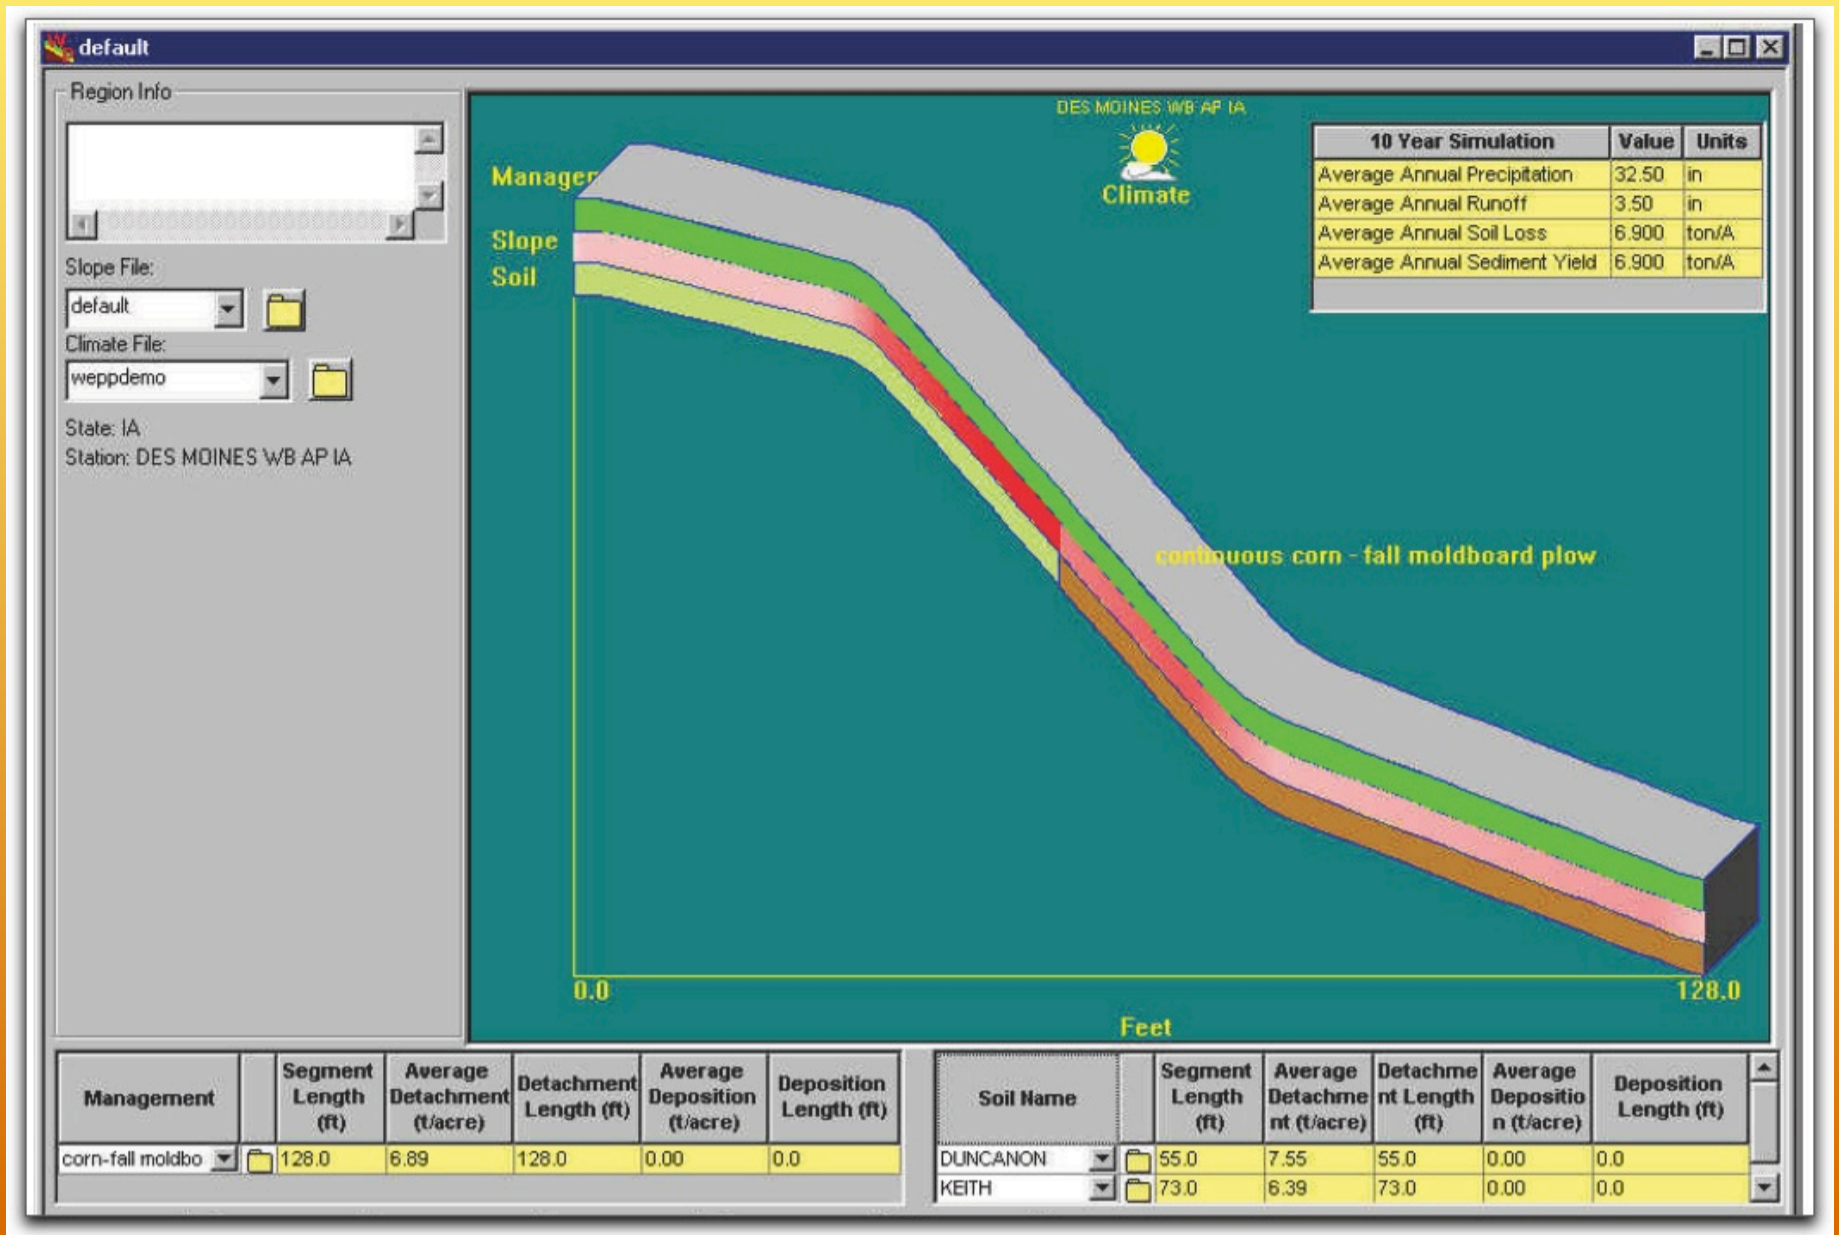 default
Region Info
Slope File:
default
Climate File:
weppdemo
State: IA
Station: DES MOINES WB AP IA
DES MOINES WB AP IA
Climate
Manager
Slope
Soil
10 Year Simulation Value Units
Average Annual Precipitation 32.50 in
Average Annual Runoff 3.50 in
Average Annual Soil Loss 6.900 ton/A
Average Annual Sediment Yield 6.900 ton/A
continuous corn - fall moldboard plow
0.0 128.0
Feet
Management Segment Length (ft) Average Detachment (t/acre) Detachment Length (ft) Average Deposition (t/acre) Deposition Length (ft)
corn-fall moldbo 128.0 6.89 128.0 0.00 0.0
Soil Name Segment Length (ft) Average Detachme nt (t/acre) Detachme nt Length (ft) Average Depositio n (t/acre) Deposition Length (ft)
DUNCANON 55.0 7.55 55.0 0.00 0.0
KEITH 73.0 6.39 73.0 0.00 0.0